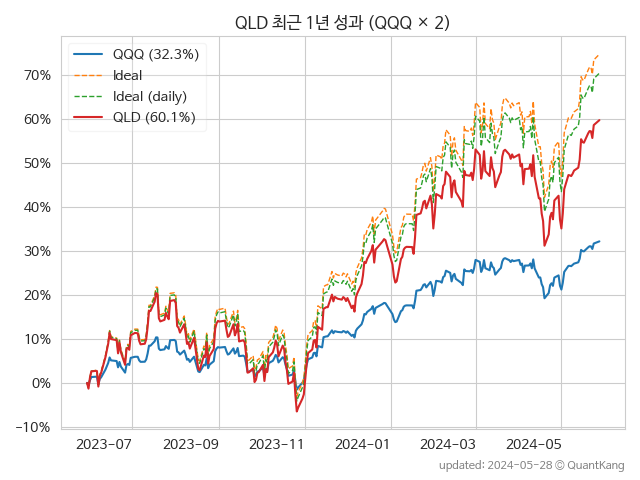 QLD 최근 1년 성과 (QQQ × 2)
QQQ (32.3%)
Ideal
Ideal (daily)
QLD (60.1%)
70%
60%
50%
40%
30%
20%
10%
0%
−10%
2023−07 2023−09 2023−11 2024−01 2024−03 2024−05
updated: 2024-05-28 © QuantKang